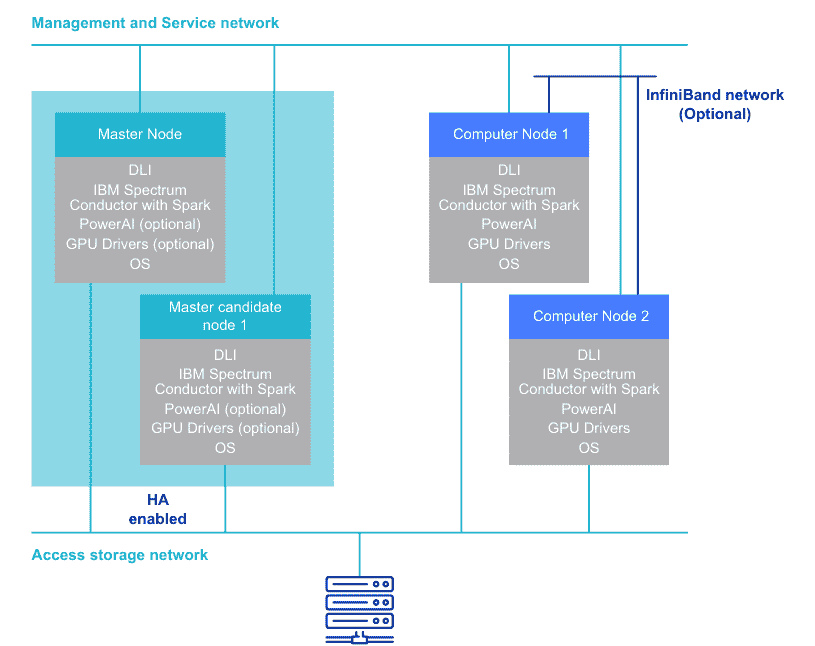 Management and Service network
InfiniBand network
(Optional)
Master Node
DLI
IBM Spectrum
Conductor with Spark
PowerAI (optional)
GPU Drivers (optional)
OS
Computer Node 1
DLI
IBM Spectrum
Conductor with Spark
PowerAI
GPU Drivers
OS
Master candidate
node 1
DLI
IBM Spectrum
Conductor with Spark
PowerAI (optional)
GPU Drivers (optional)
OS
Computer Node 2
DLI
IBM Spectrum
Conductor with Spark
PowerAI
GPU Drivers
OS
HA
enabled
Access storage network